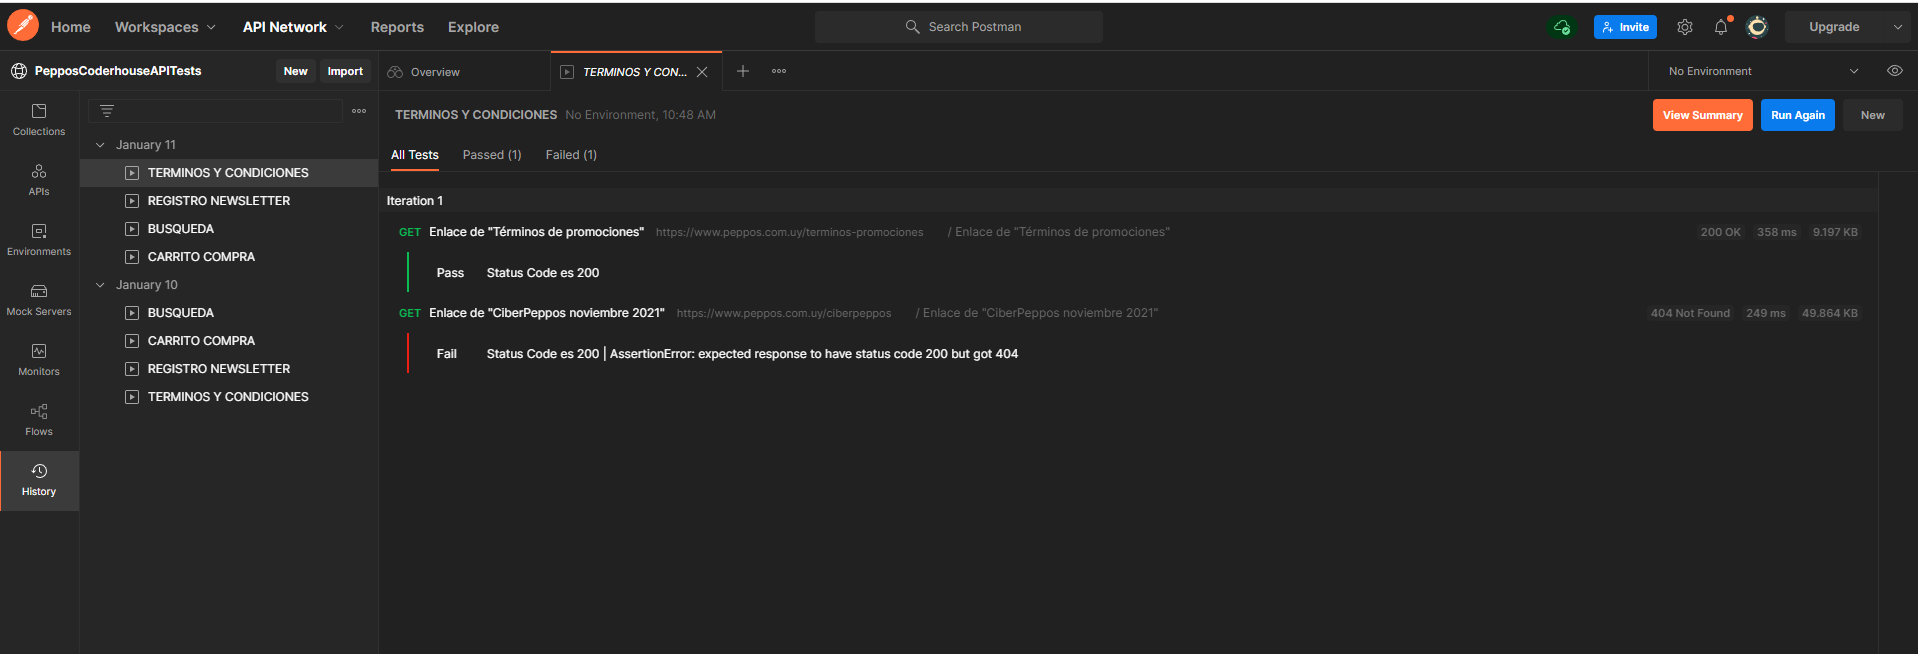 Home Workspaces API Network Reports Explore Search Postman Invite Upgrade
PepposCoderhouseAPITests New Import Overview TERMINOS Y CON... No Environment
Collections
APIs
Environments
Mock Servers
Monitors
Flows
History
January 11
TERMINOS Y CONDICIONES
REGISTRO NEWSLETTER
BUSQUEDA
CARRITO COMPRA
January 10
BUSQUEDA
CARRITO COMPRA
REGISTRO NEWSLETTER
TERMINOS Y CONDICIONES
TERMINOS Y CONDICIONES No Environment, 10:48 AM View Summary Run Again New
All Tests Passed (1) Failed (1)
Iteration 1
GET Enlace de "Términos de promociones" https://www.peppos.com.uy/terminos-promociones / Enlace de "Términos de promociones" 200 OK 358 ms 9.197 KB
Pass Status Code es 200
GET Enlace de "CiberPeppos noviembre 2021" https://www.peppos.com.uy/ciberpeppos / Enlace de "CiberPeppos noviembre 2021" 404 Not Found 249 ms 49.864 KB
Fail Status Code es 200 | AssertionError: expected response to have status code 200 but got 404